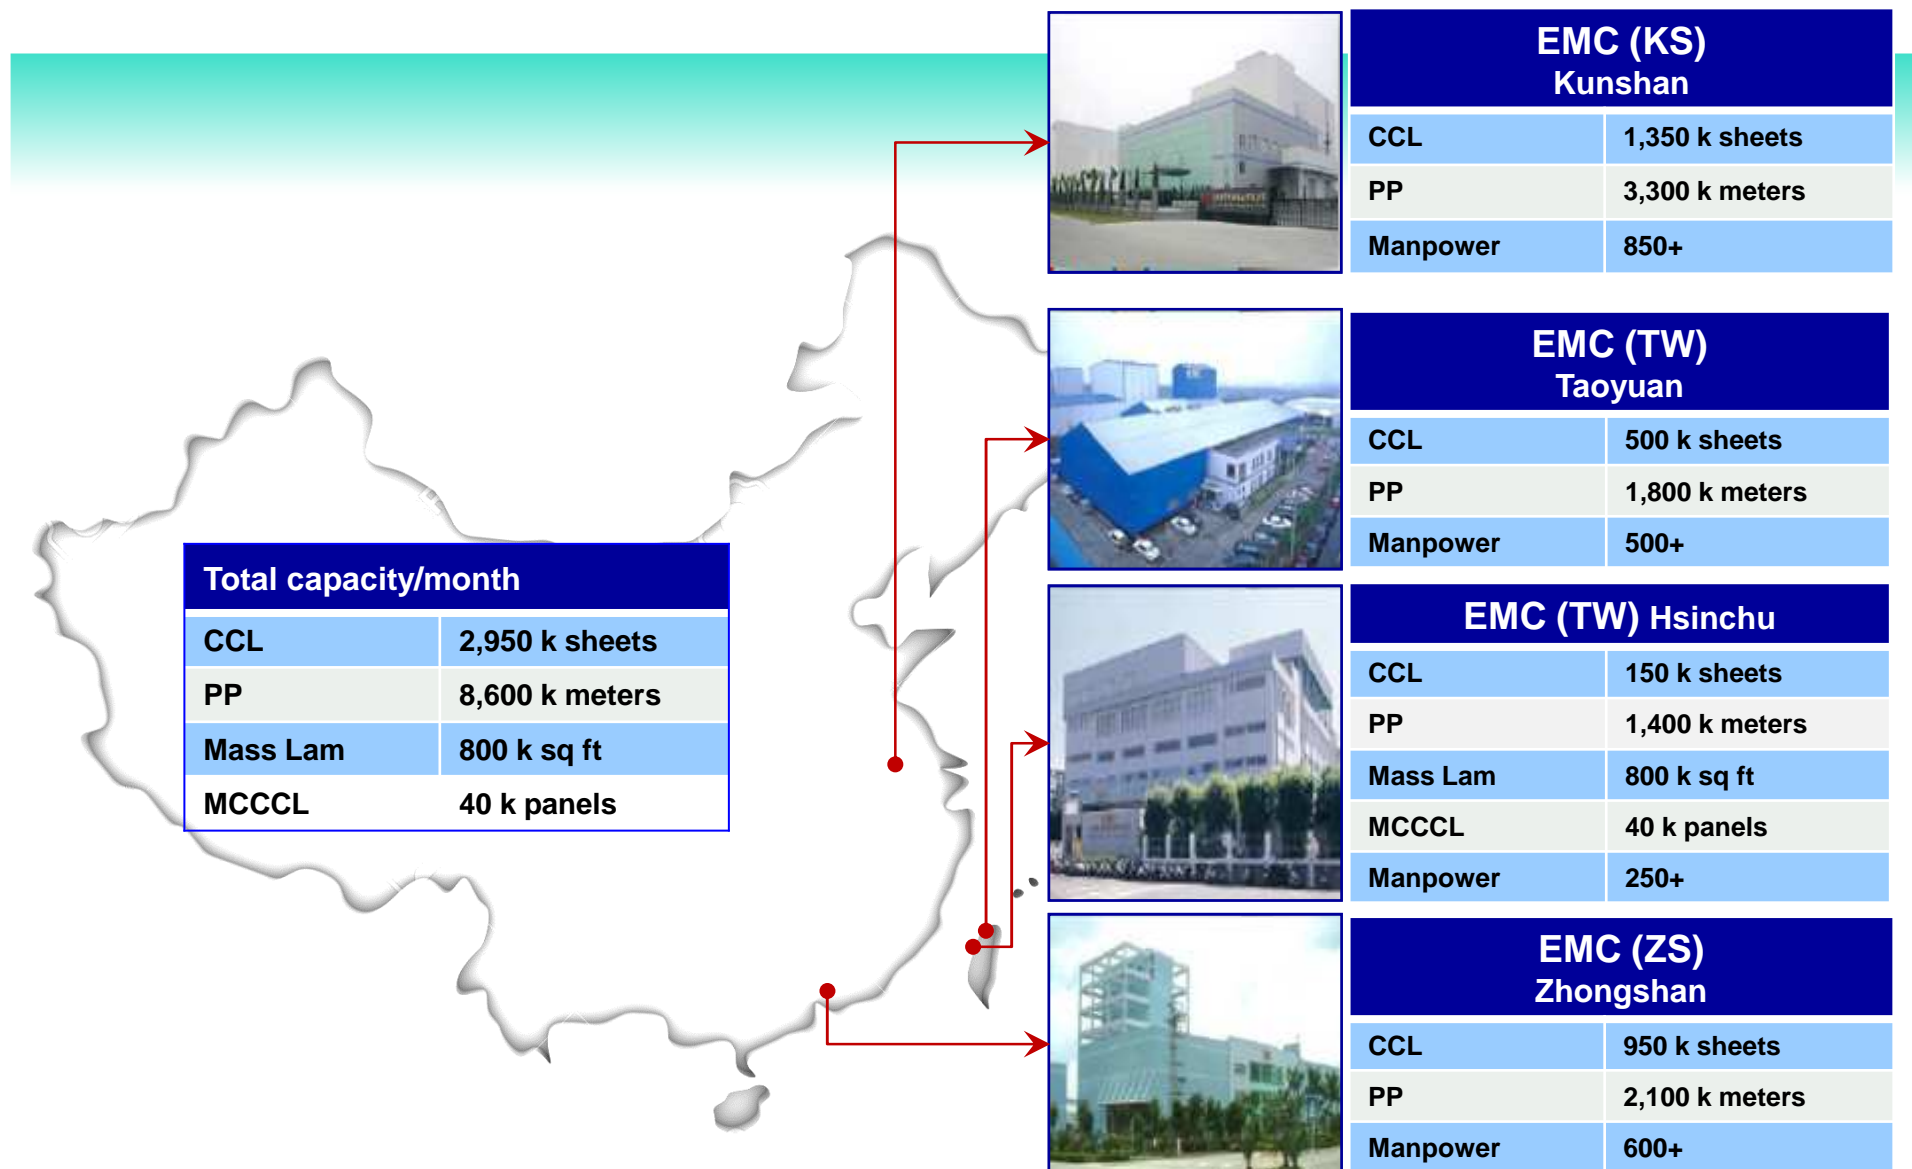 EMC (KS)
Kunshan
CCL 1,350 k sheets
PP 3,300 k meters
Manpower 850+
EMC (TW)
Taoyuan
CCL 500 k sheets
PP 1,800 k meters
Manpower 500+
Total capacity/month
CCL 2,950 k sheets
PP 8,600 k meters
Mass Lam 800 k sq ft
MCCCL 40 k panels
EMC (TW) Hsinchu
CCL 150 k sheets
PP 1,400 k meters
Mass Lam 800 k sq ft
MCCCL 40 k panels
Manpower 250+
EMC (ZS)
Zhongshan
CCL 950 k sheets
PP 2,100 k meters
Manpower 600+